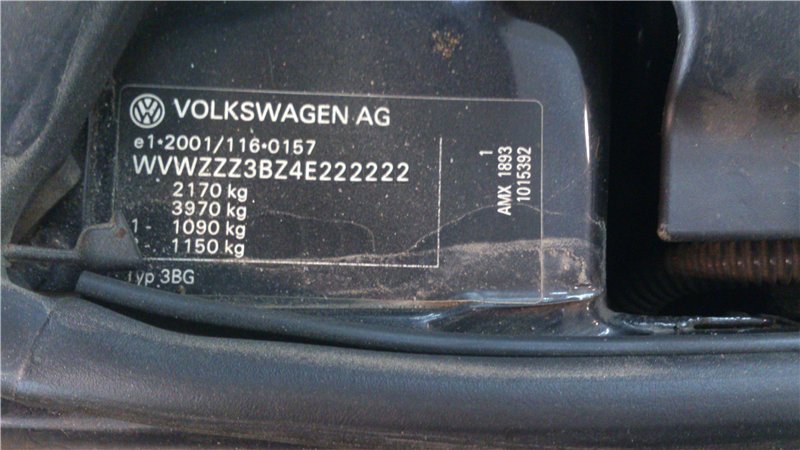 VOLKSWAGEN AG
e1*2001/116*0157
WVWZZZ3BZ4E222222
2170 kg
3970 kg
1- 1090 kg
- 1150 kg
Typ 3BG
1
AMX 1893
1015392